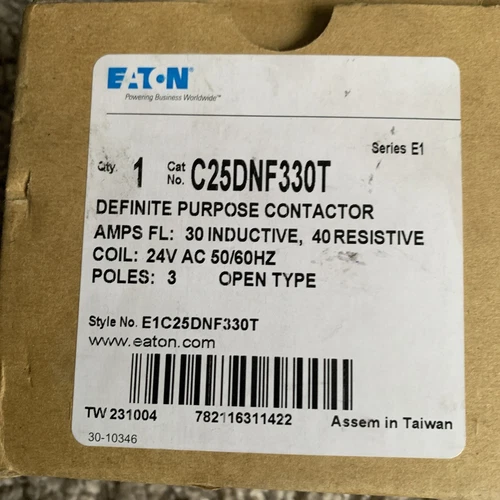 EATON
Powering Business Worldwide™
Series E1
Qty. 1 Cat No. C25DNF330T
DEFINITE PURPOSE CONTACTOR
AMPS FL: 30 INDUCTIVE, 40 RESISTIVE
COIL: 24V AC 50/60HZ
POLES: 3 OPEN TYPE
Style No. E1C25DNF330T
www.eaton.com
TW 231004 782116311422 Assem in Taiwan
30-10346